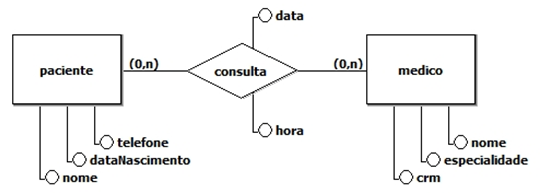 data
(0,n)
(0,n)
paciente
consulta
medico
hora
telefone
nome
dataNascimento
especialidade
nome
crm